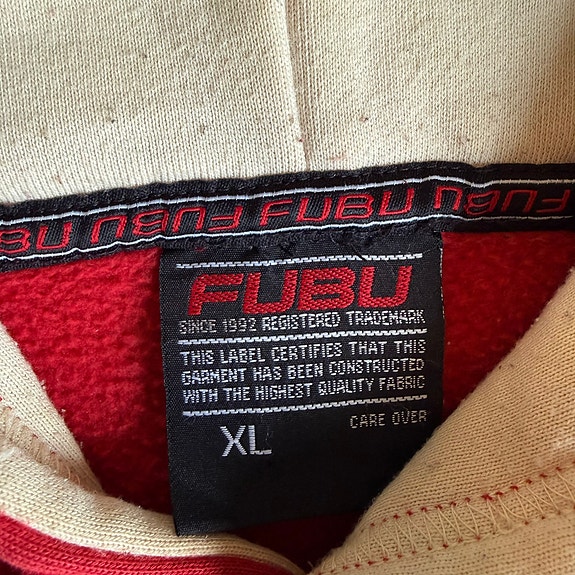 FUBU FUBU FUBU FUBU
FUBU
SINCE 1992 REGISTERED TRADEMARK
THIS LABEL CERTIFIES THAT THIS
GARMENT HAS BEEN CONSTRUCTED
WITH THE HIGHEST QUALITY FABRIC
CARE OVER
XL